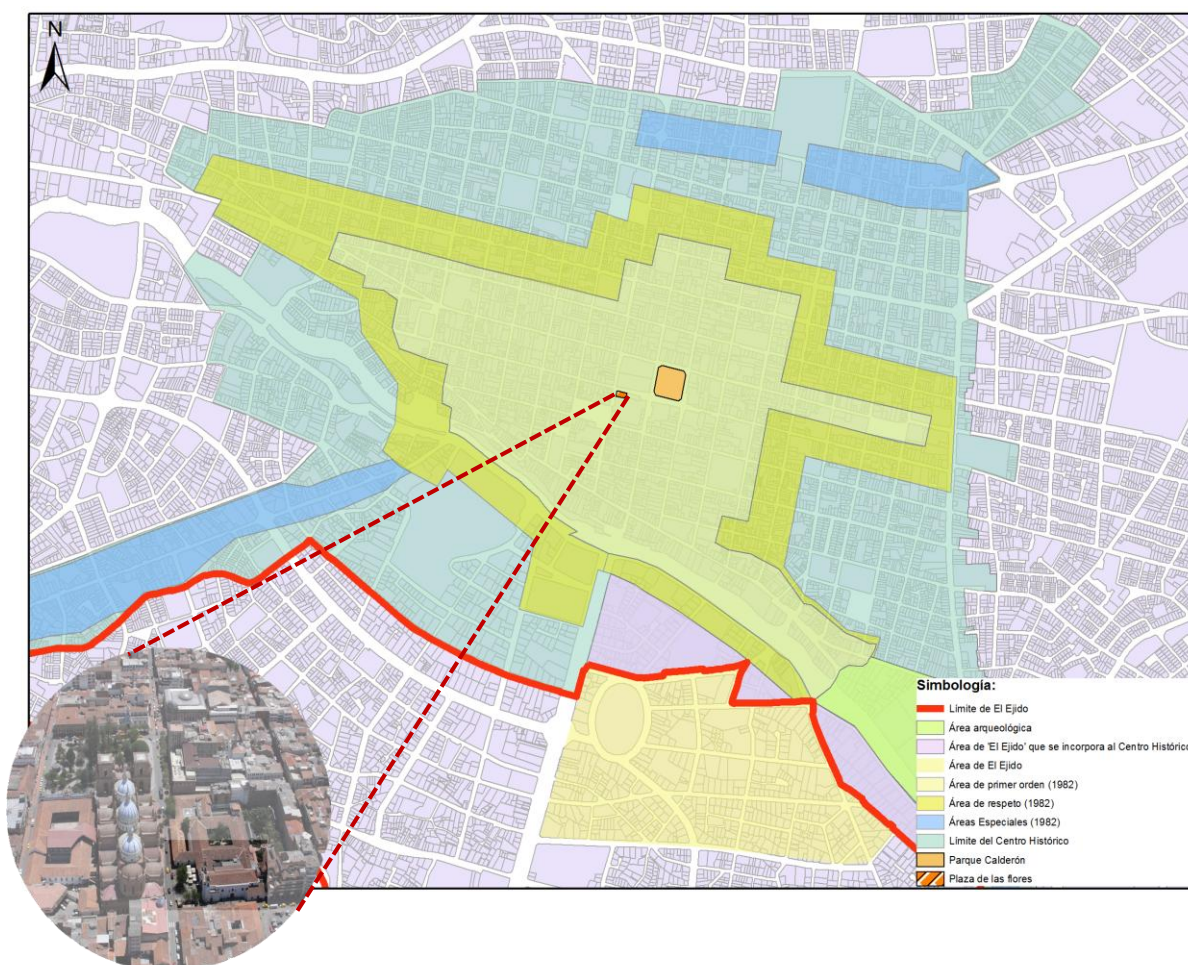 N
Simbología:
Límite de El Ejido
Área arqueológica
Área de 'El Ejido' que se incorpora al Centro Histórico
Área de El Ejido
Área de primer orden (1982)
Área de respeto (1982)
Áreas Especiales (1982)
Límite del Centro Histórico
Parque Calderón
Plaza de las flores